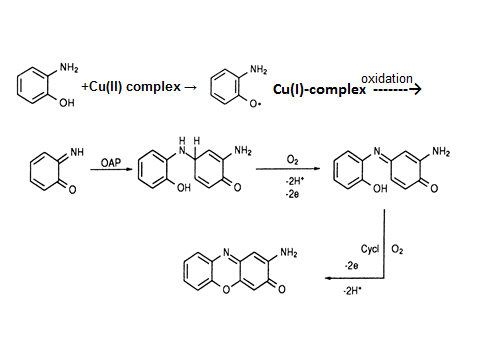 NH₂
OH
+Cu(II) complex →
NH₂
O•
Cu(I)-complex
oxidation
NH
O
OAP
H H
N
NH₂
OH
O
O₂
-2H⁺
-2e
N
NH₂
OH
O
Cycl
O₂
-2e
-2H⁺
N
NH₂
O
O